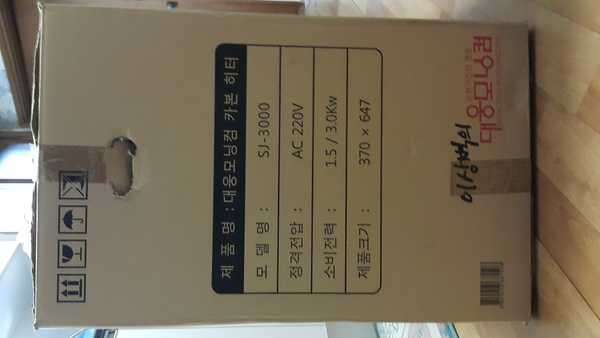 제 품 명 : 대웅모닝컴 카본 히터
모 델 명 : SJ-3000
정격전압 : AC 220V
소비전력 : 1.5 / 3.0Kw
제품크기 : 370 × 647
이상벽의
대웅모닝컴